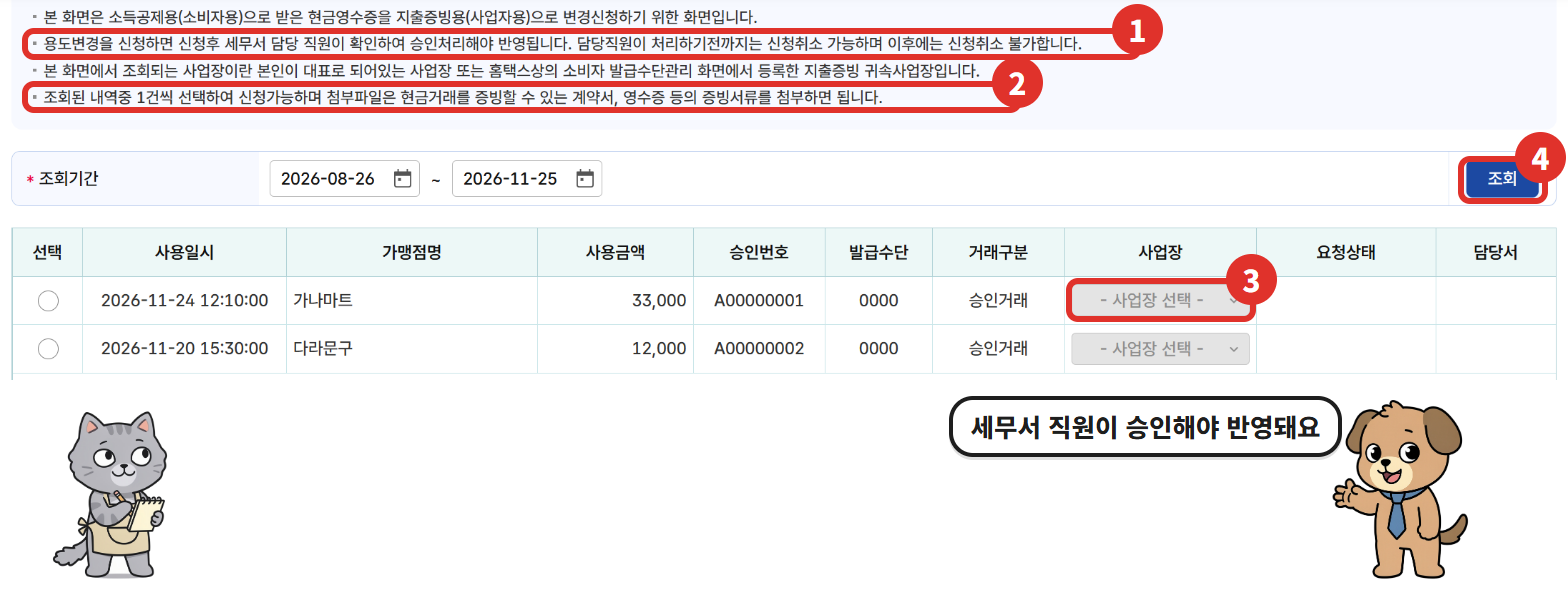 ▪ 본 화면은 소득공제용(소비자용)으로 받은 현금영수증을 지출증빙용(사업자용)으로 변경신청하기 위한 화면입니다.
1
▪ 용도변경을 신청하면 신청후 세무서 담당 직원이 확인하여 승인처리해야 반영됩니다. 담당직원이 처리하기전까지는 신청취소 가능하며 이후에는 신청취소 불가합니다.
▪ 본 화면에서 조회되는 사업장이란 본인이 대표로 되어있는 사업장 또는 홈택스상의 소비자 발급수단관리 화면에서 등록한 지출증빙 귀속사업장입니다.
2
▪ 조회된 내역중 1건씩 선택하여 신청가능하며 첨부파일은 현금거래를 증빙할 수 있는 계약서, 영수증 등의 증빙서류를 첨부하면 됩니다.
* 조회기간 2026-08-26 ~ 2026-11-25 조회
4
선택 사용일시 가맹점명 사용금액 승인번호 발급수단 거래구분 사업장 요청상태 담당서
3
2026-11-24 12:10:00 가나마트 33,000 A00000001 0000 승인거래 - 사업장 선택 -
2026-11-20 15:30:00 다라문구 12,000 A00000002 0000 승인거래 - 사업장 선택 -
세무서 직원이 승인해야 반영돼요